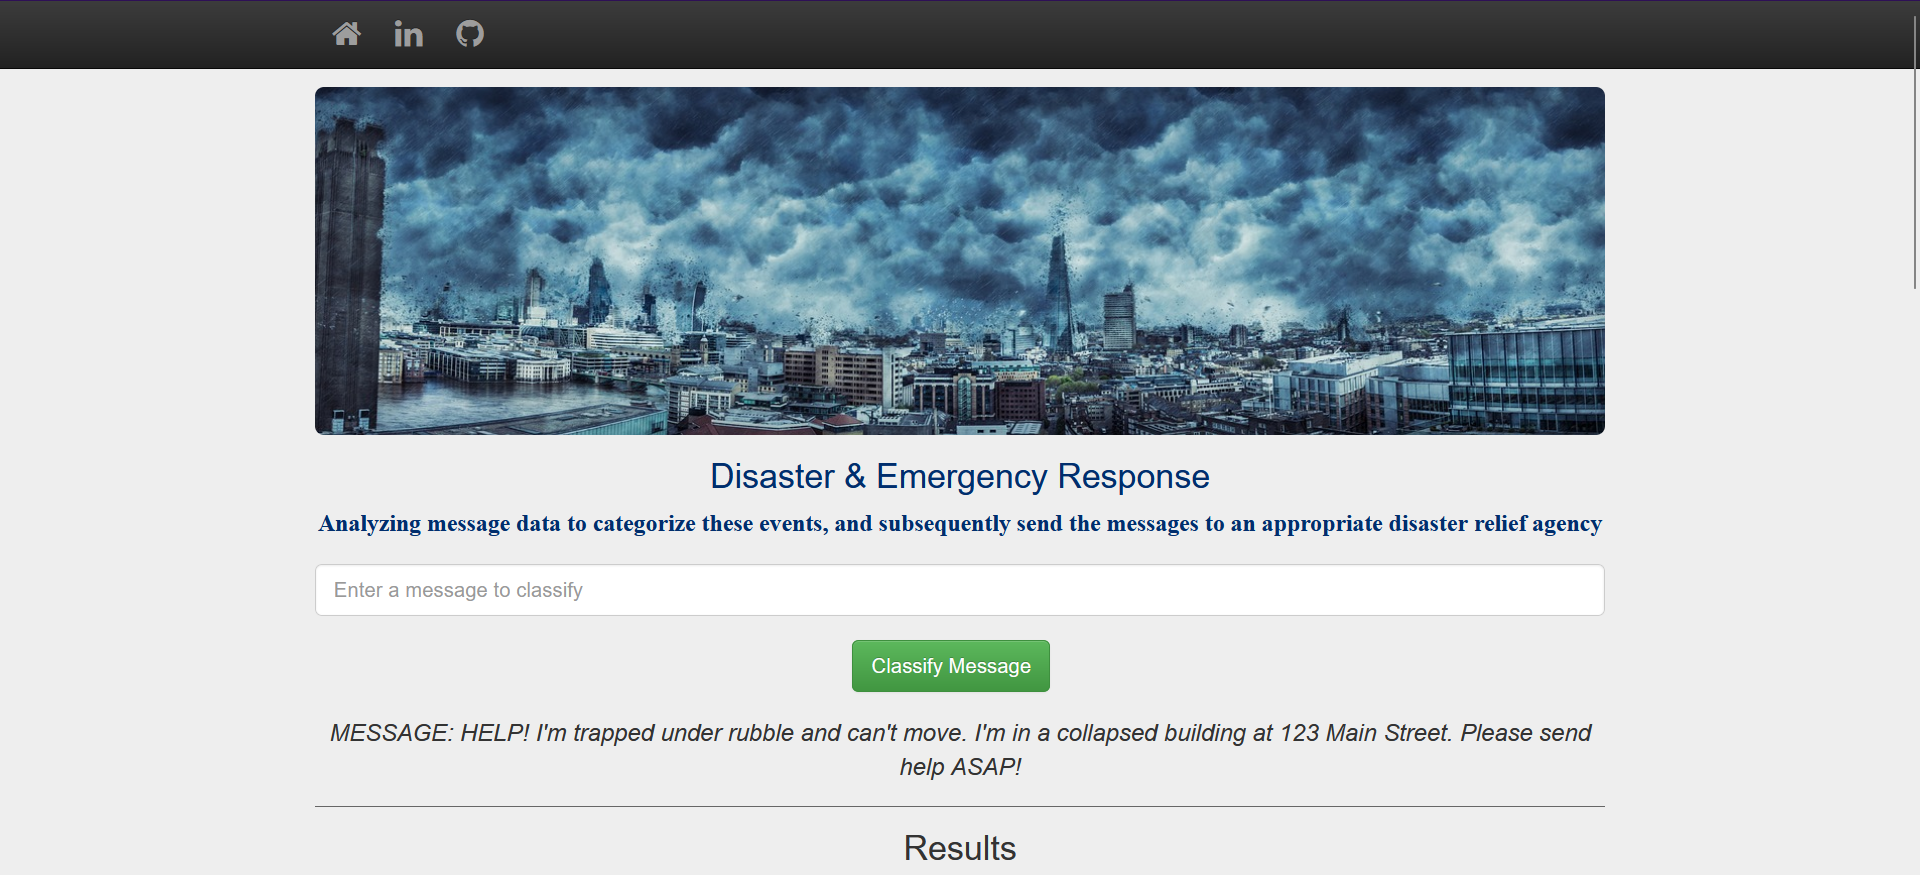 Disaster & Emergency Response
Analyzing message data to categorize these events, and subsequently send the messages to an appropriate disaster relief agency
Enter a message to classify
Classify Message
MESSAGE: HELP! I'm trapped under rubble and can't move. I'm in a collapsed building at 123 Main Street. Please send
help ASAP!
Results